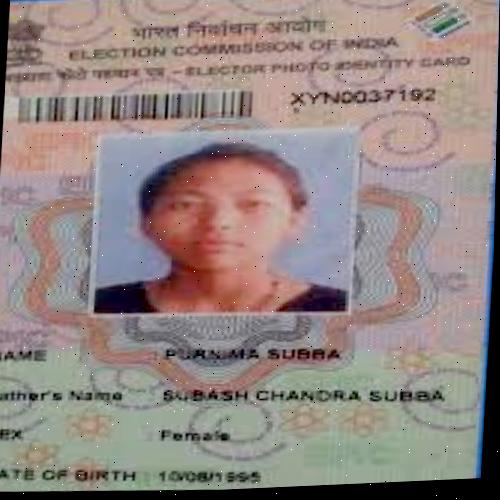 भारत निर्वाचन आयोग
ELECTION COMMISSION OF INDIA
पहचान पत्र - ELECTOR PHOTO IDENTITY CARD
XYN0037192
NAME : PURNIMA SUBBA
Father's Name : SUBASH CHANDRA SUBBA
SEX : Female
DATE OF BIRTH : 10/08/1995